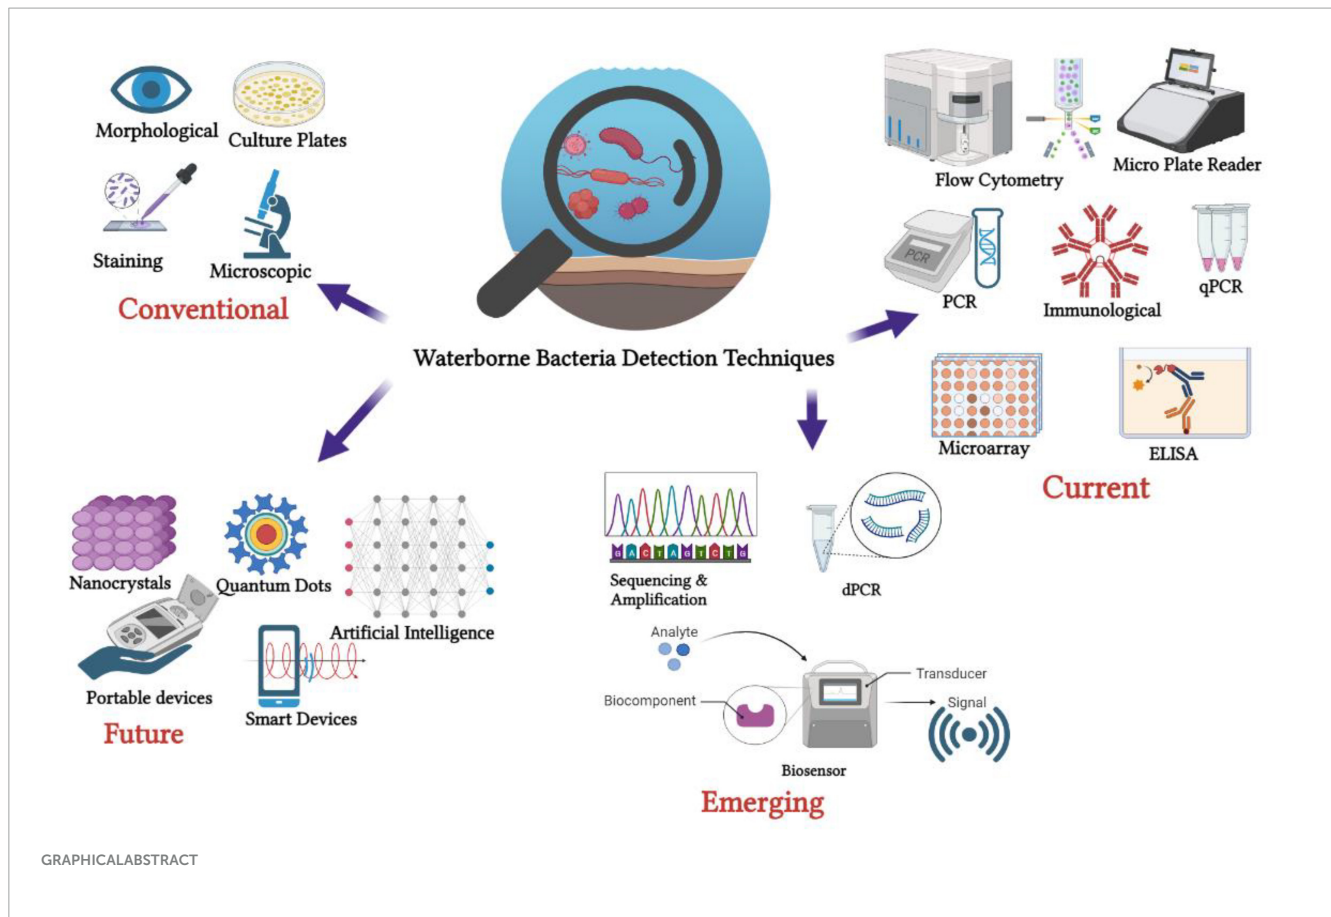 Morphological
Culture Plates
Staining
Microscopic
Conventional
Flow Cytometry
Micro Plate Reader
PCR
PCR
Immunological
qPCR
Microarray
ELISA
Current
Waterborne Bacteria Detection Techniques
Nanocrystals
Quantum Dots
Artificial Intelligence
Portable devices
Smart Devices
Future
G A C T A G T C T G
Sequencing &
Amplification
dPCR
Analyte
Biocomponent
Transducer
Signal
Biosensor
Emerging
GRAPHICALABSTRACT